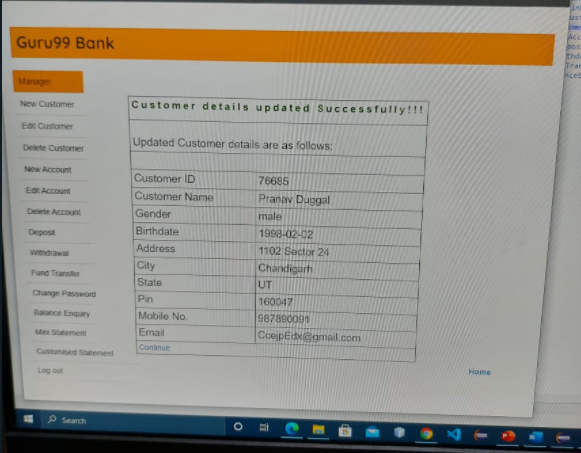 Guru99 Bank
Manager
New Customer
Edit Customer
Delete Customer
New Account
Edit Account
Delete Account
Deposit
Withdrawal
Fund Transfer
Change Password
Balance Enquiry
Mini Statement
Customised Statement
Log out
Customer details updated Successfully!!!
Updated Customer details are as follows:
Customer ID 76685
Customer Name Pranav Duggal
Gender male
Birthdate 1998-02-02
Address 1102 Sector 24
City Chandigarh
State UT
Pin 160047
Mobile No. 987890091
Email CcejpEdx@gmail.com
Continue
Home
Search